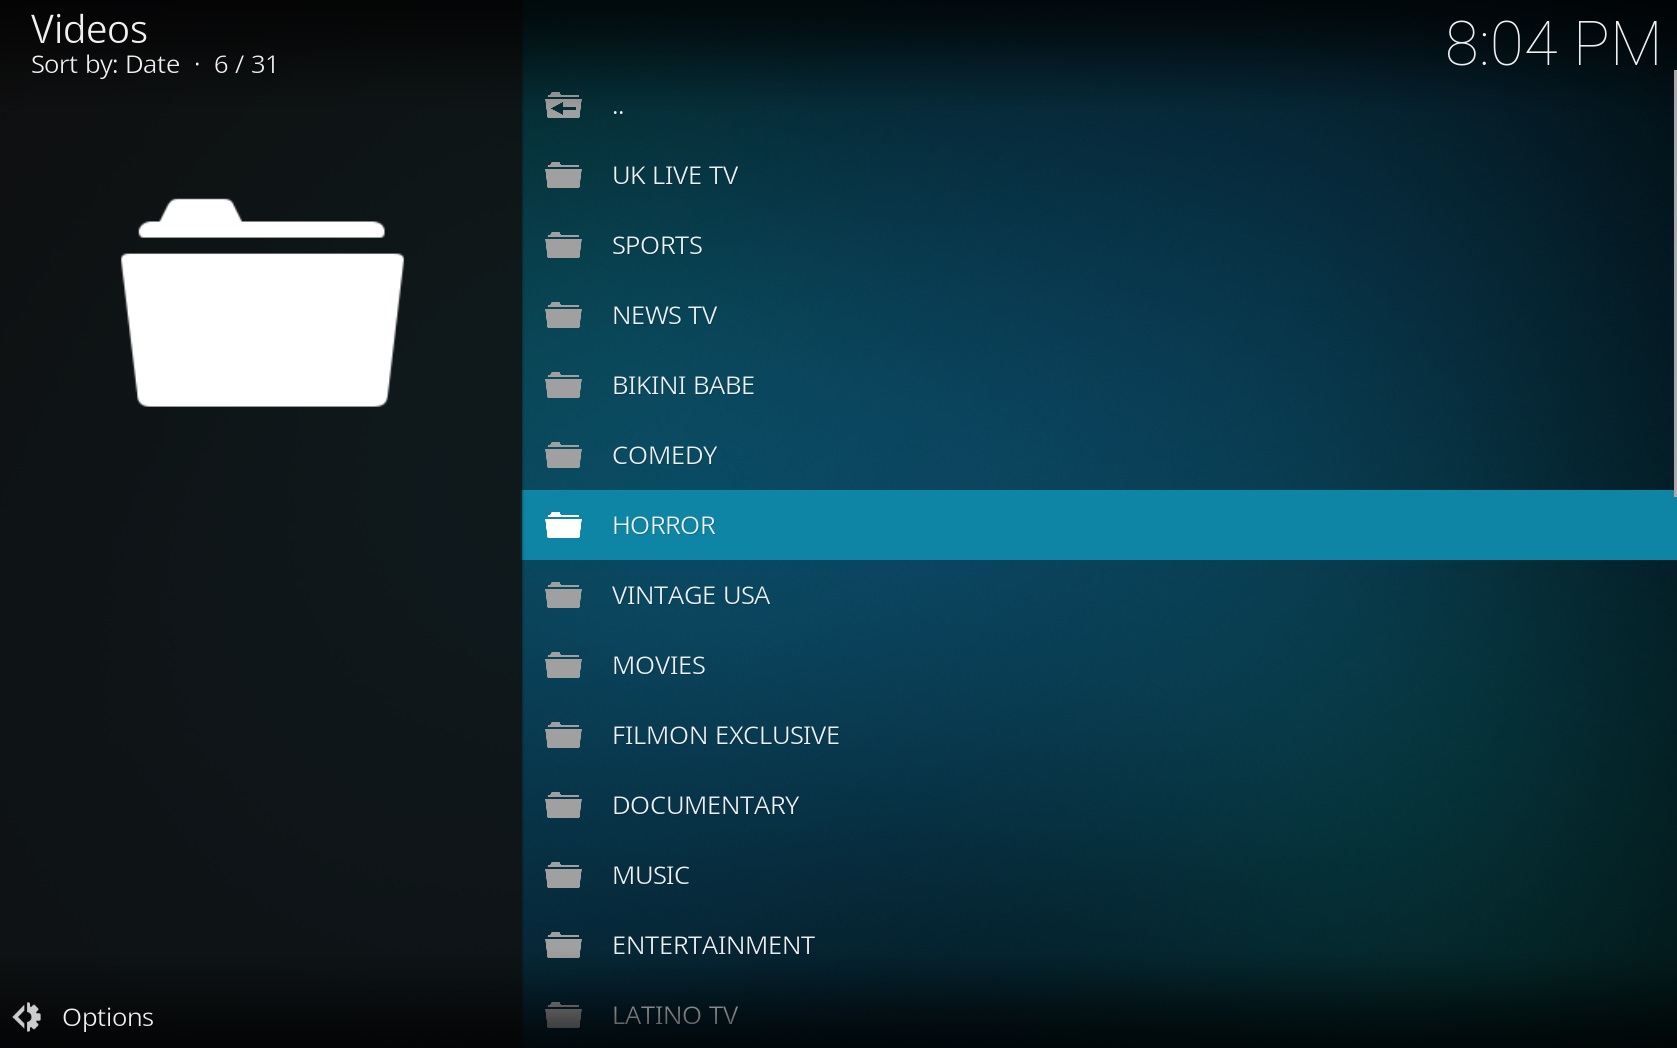 Videos
Sort by: Date · 6 / 31
8:04 PM
..
UK LIVE TV
SPORTS
NEWS TV
BIKINI BABE
COMEDY
HORROR
VINTAGE USA
MOVIES
FILMON EXCLUSIVE
DOCUMENTARY
MUSIC
ENTERTAINMENT
LATINO TV
Options